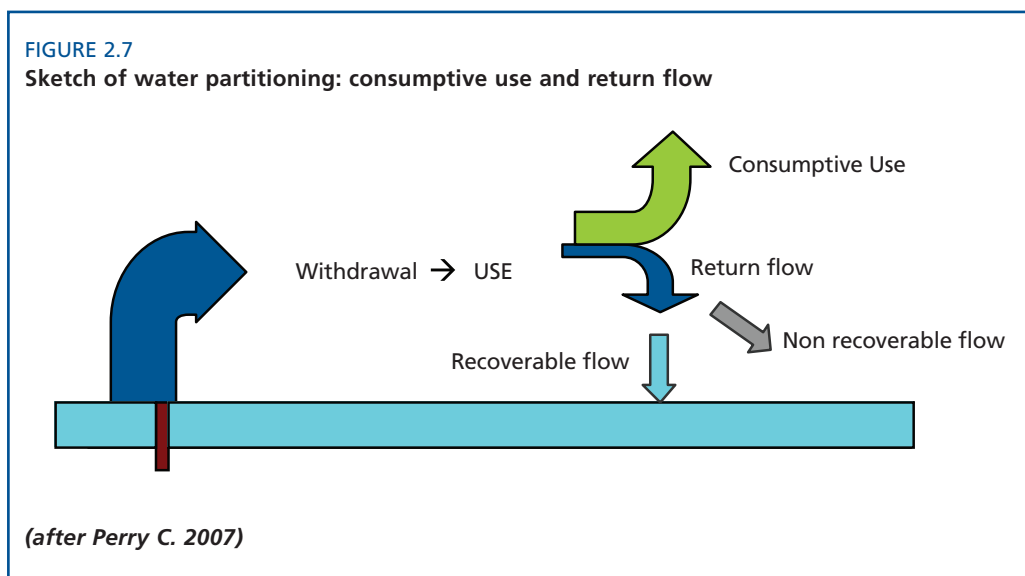 FIGURE 2.7
Sketch of water partitioning: consumptive use and return flow
Consumptive Use
Withdrawal → USE
Return flow
Non recoverable flow
Recoverable flow
(after Perry C. 2007)